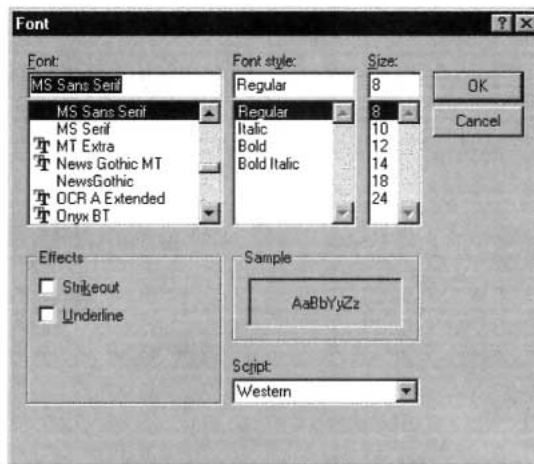 Font
Font: Font style: Size:
MS Sans Serif Regular 8 OK
MS Sans Serif Regular 8 Cancel
MS Serif Italic 10
MT Extra Bold 12
News Gothic MT Bold Italic 14
NewsGothic 18
OCR A Extended 24
Onyx BT
Effects Sample
Strikeout AaBbYyZz
Underline
Script:
Western